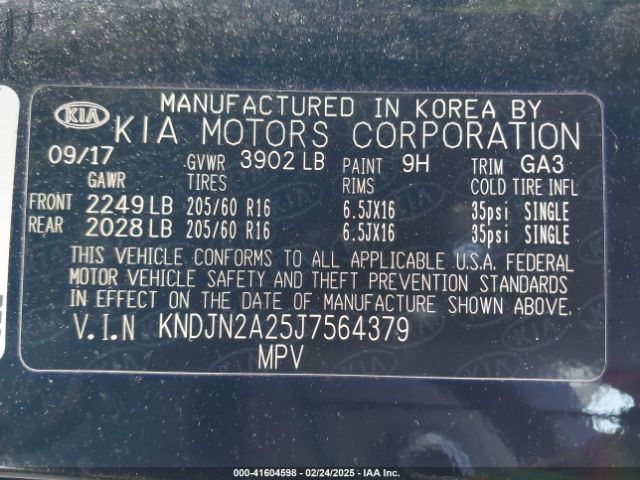 MANUFACTURED IN KOREA BY
KIA KIA MOTORS CORPORATION
09/17 GVWR 3902 LB PAINT 9H TRIM GA3
GAWR TIRES RIMS COLD TIRE INFL
FRONT 2249 LB 205/60 R16 6.5JX16 35psi SINGLE
REAR 2028 LB 205/60 R16 6.5JX16 35psi SINGLE
THIS VEHICLE CONFORMS TO ALL APPLICABLE U.S.A. FEDERAL
MOTOR VEHICLE SAFETY AND THEFT PREVENTION STANDARDS
IN EFFECT ON THE DATE OF MANUFACTURE SHOWN ABOVE.
V.I.N KNDJN2A25J7564379
MPV
000-41604598 - 02/24/2025 - IAA Inc.